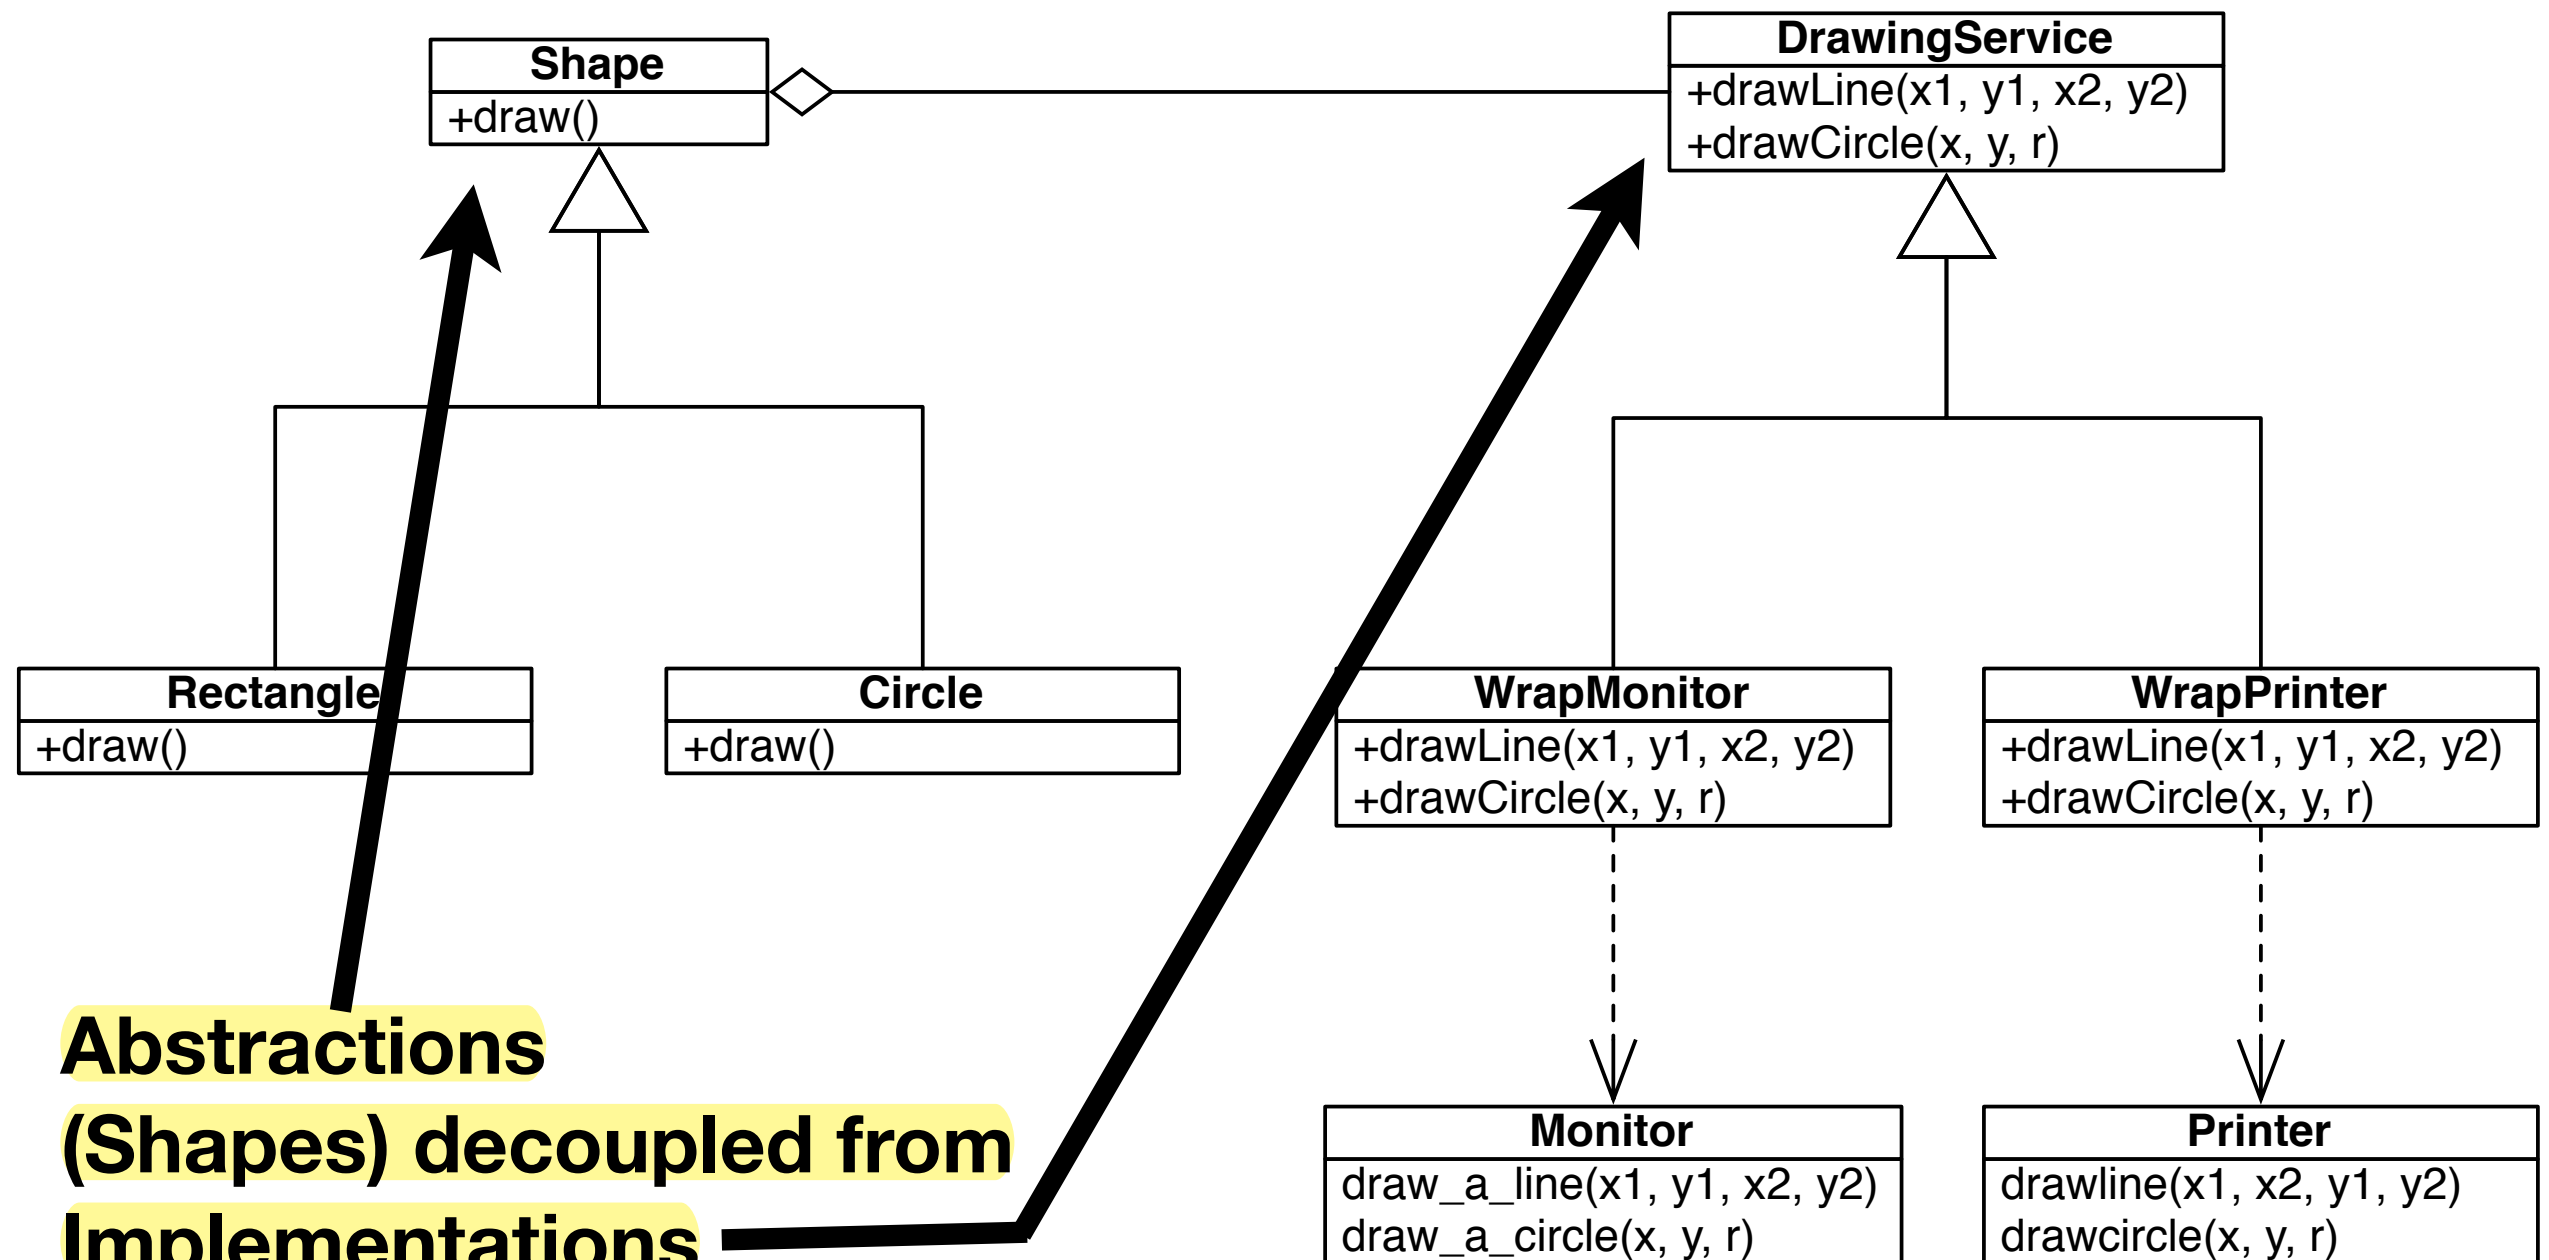 Shape
+draw()
DrawingService
+drawLine(x1, y1, x2, y2)
+drawCircle(x, y, r)
Rectangle
+draw()
Circle
+draw()
WrapMonitor
+drawLine(x1, y1, x2, y2)
+drawCircle(x, y, r)
WrapPrinter
+drawLine(x1, y1, x2, y2)
+drawCircle(x, y, r)
Abstractions
(Shapes) decoupled from
Implementations
Monitor
draw_a_line(x1, y1, x2, y2)
draw_a_circle(x, y, r)
Printer
drawline(x1, x2, y1, y2)
drawcircle(x, y, r)